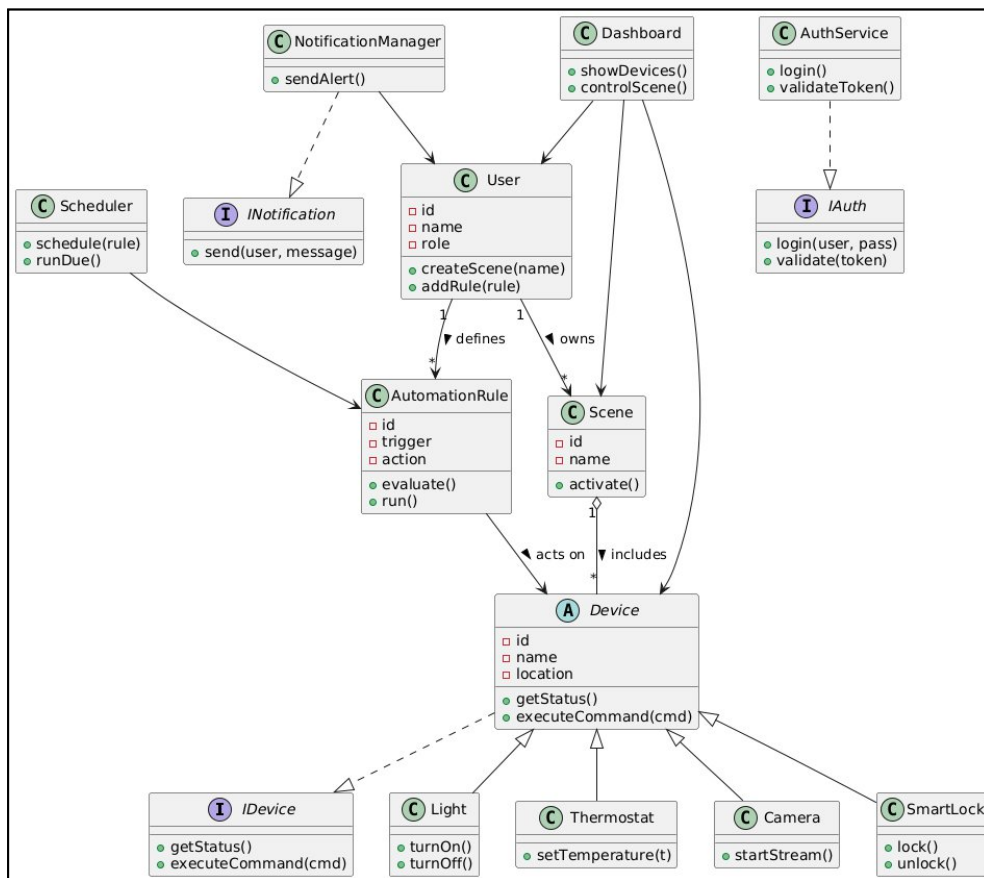 C NotificationManager
+ sendAlert()
C Dashboard
+ showDevices()
+ controlScene()
C AuthService
+ login()
+ validateToken()
C Scheduler
+ schedule(rule)
+ runDue()
I INotification
+ send(user, message)
C User
id
name
role
createScene(name)
addRule(rule)
I IAuth
login(user, pass)
validate(token)
1
defines
*
1
owns
*
C AutomationRule
id
trigger
action
evaluate()
run()
C Scene
id
name
activate()
acts on
1
includes
*
A Device
id
name
location
getStatus()
executeCommand(cmd)
I IDevice
getStatus()
executeCommand(cmd)
C Light
turnOn()
turnOff()
C Thermostat
setTemperature(t)
C Camera
startStream()
C SmartLock
lock()
unlock()